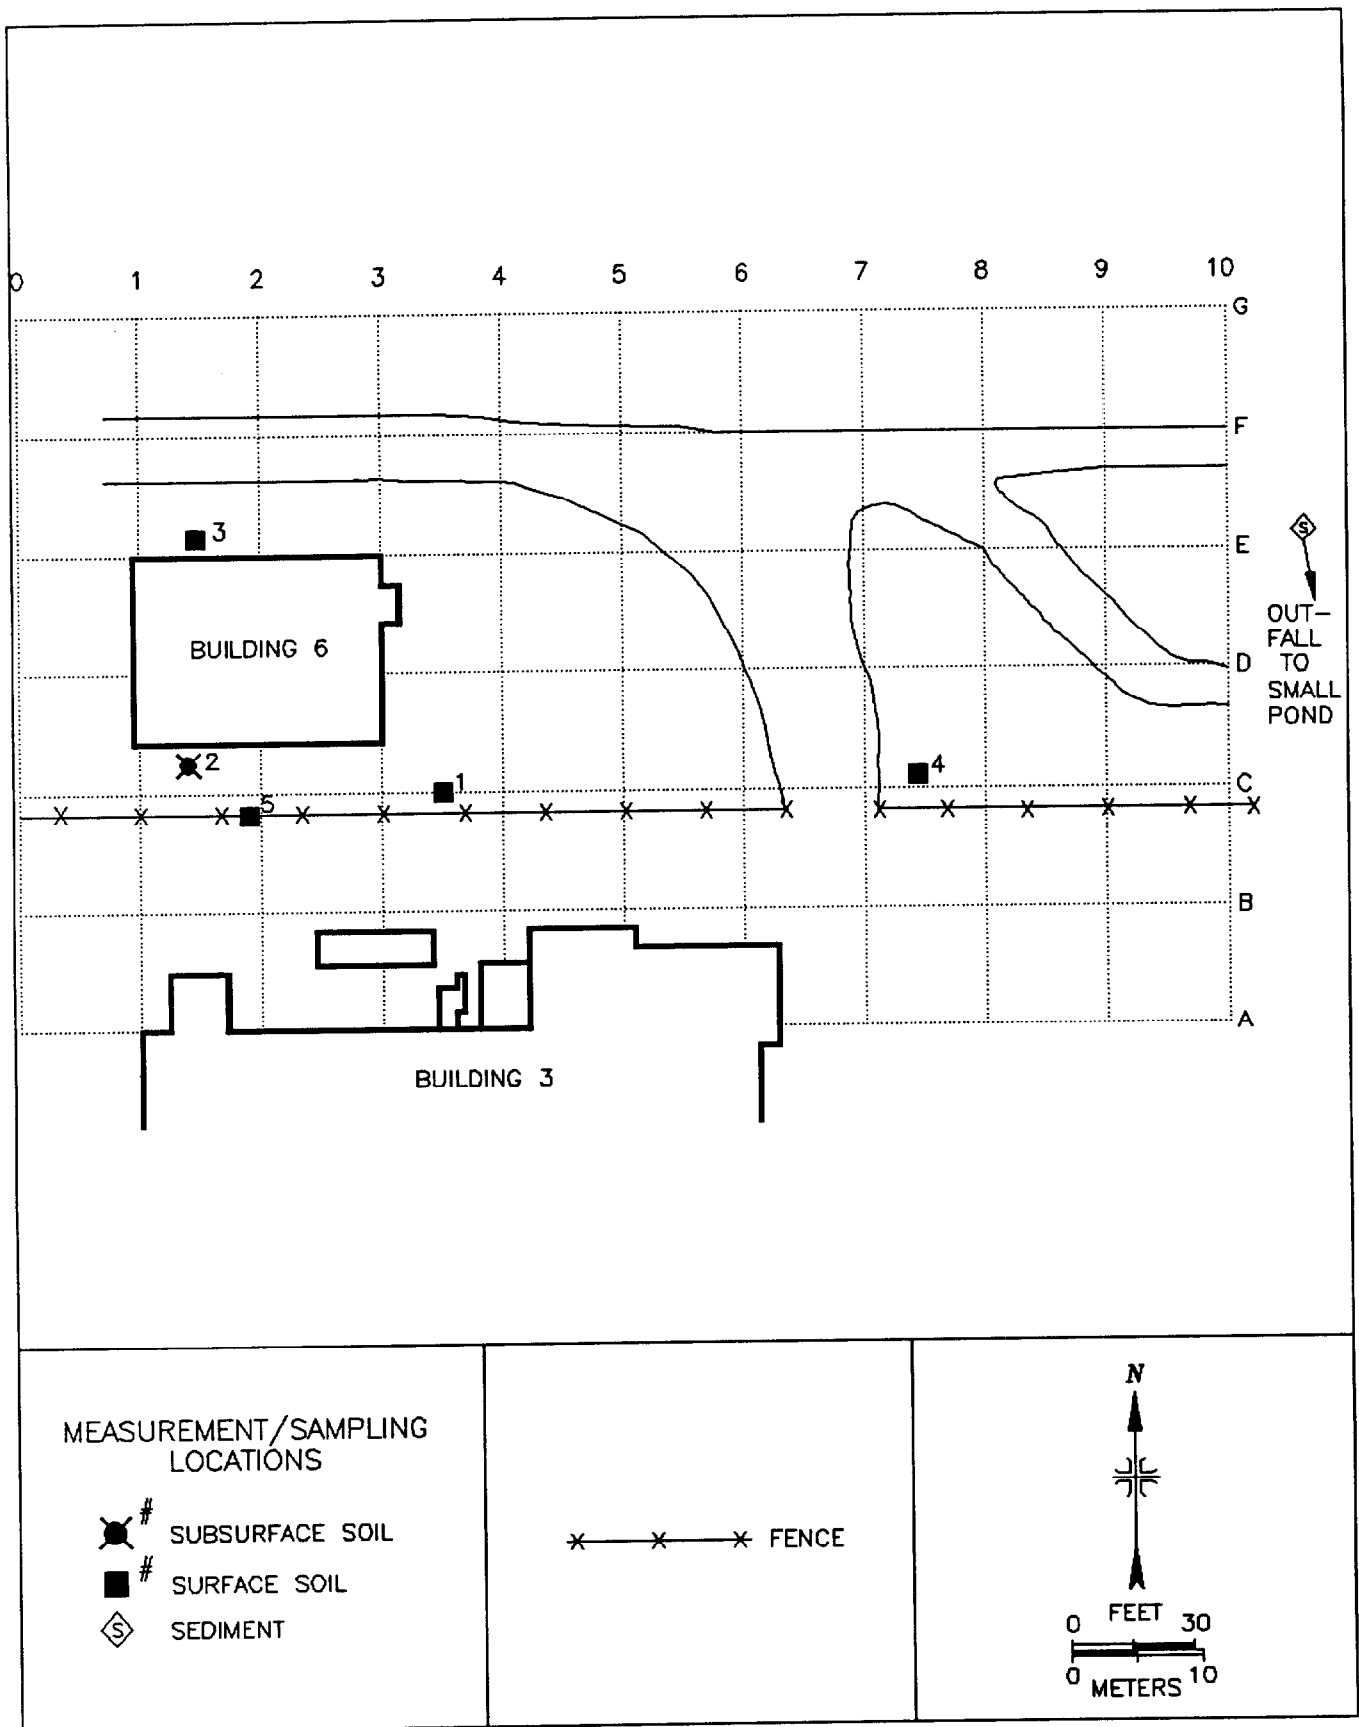 0 1 2 3 4 5 6 7 8 9 10
G
F
E
D
C
B
A
3
BUILDING 6
2
1
5
4
S
OUT-
FALL
TO
SMALL
POND
BUILDING 3
MEASUREMENT/SAMPLING
LOCATIONS
# SUBSURFACE SOIL
# SURFACE SOIL
S SEDIMENT
FENCE
N
FEET
0 30
0 10
METERS